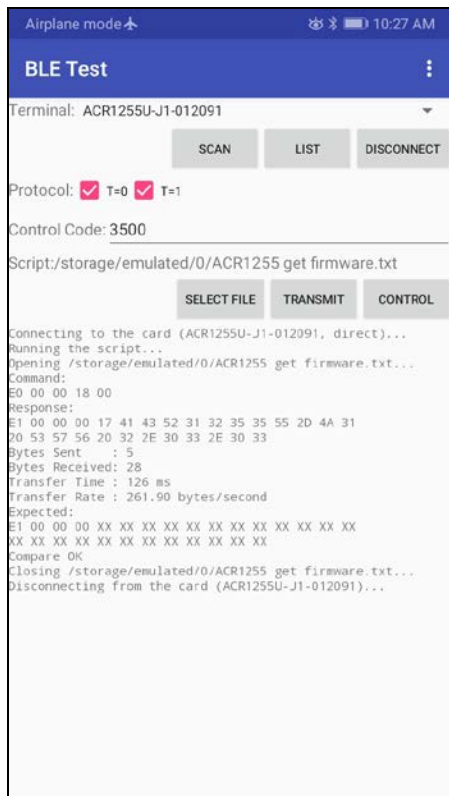 Airplane mode 10:27 AM
BLE Test
Terminal: ACR1255U-J1-012091
SCAN LIST DISCONNECT
Protocol: T=0 T=1
Control Code: 3500
Script:/storage/emulated/0/ACR1255 get firmware.txt
SELECT FILE TRANSMIT CONTROL
Connecting to the card (ACR1255U-J1-012091, direct)...
Running the script...
Opening /storage/emulated/0/ACR1255 get firmware.txt...
Command:
E0 00 00 18 00
Response:
E1 00 00 00 17 41 43 52 31 32 35 35 55 2D 4A 31
20 53 57 56 20 32 2E 30 33 2E 30 33
Bytes Sent : 5
Bytes Received: 28
Transfer Time : 126 ms
Transfer Rate : 261.90 bytes/second
Expected:
E1 00 00 00 XX XX XX XX XX XX XX XX XX XX XX XX
XX XX XX XX XX XX XX XX XX XX XX XX
Compare OK
Closing /storage/emulated/0/ACR1255 get firmware.txt...
Disconnecting from the card (ACR1255U-J1-012091)...